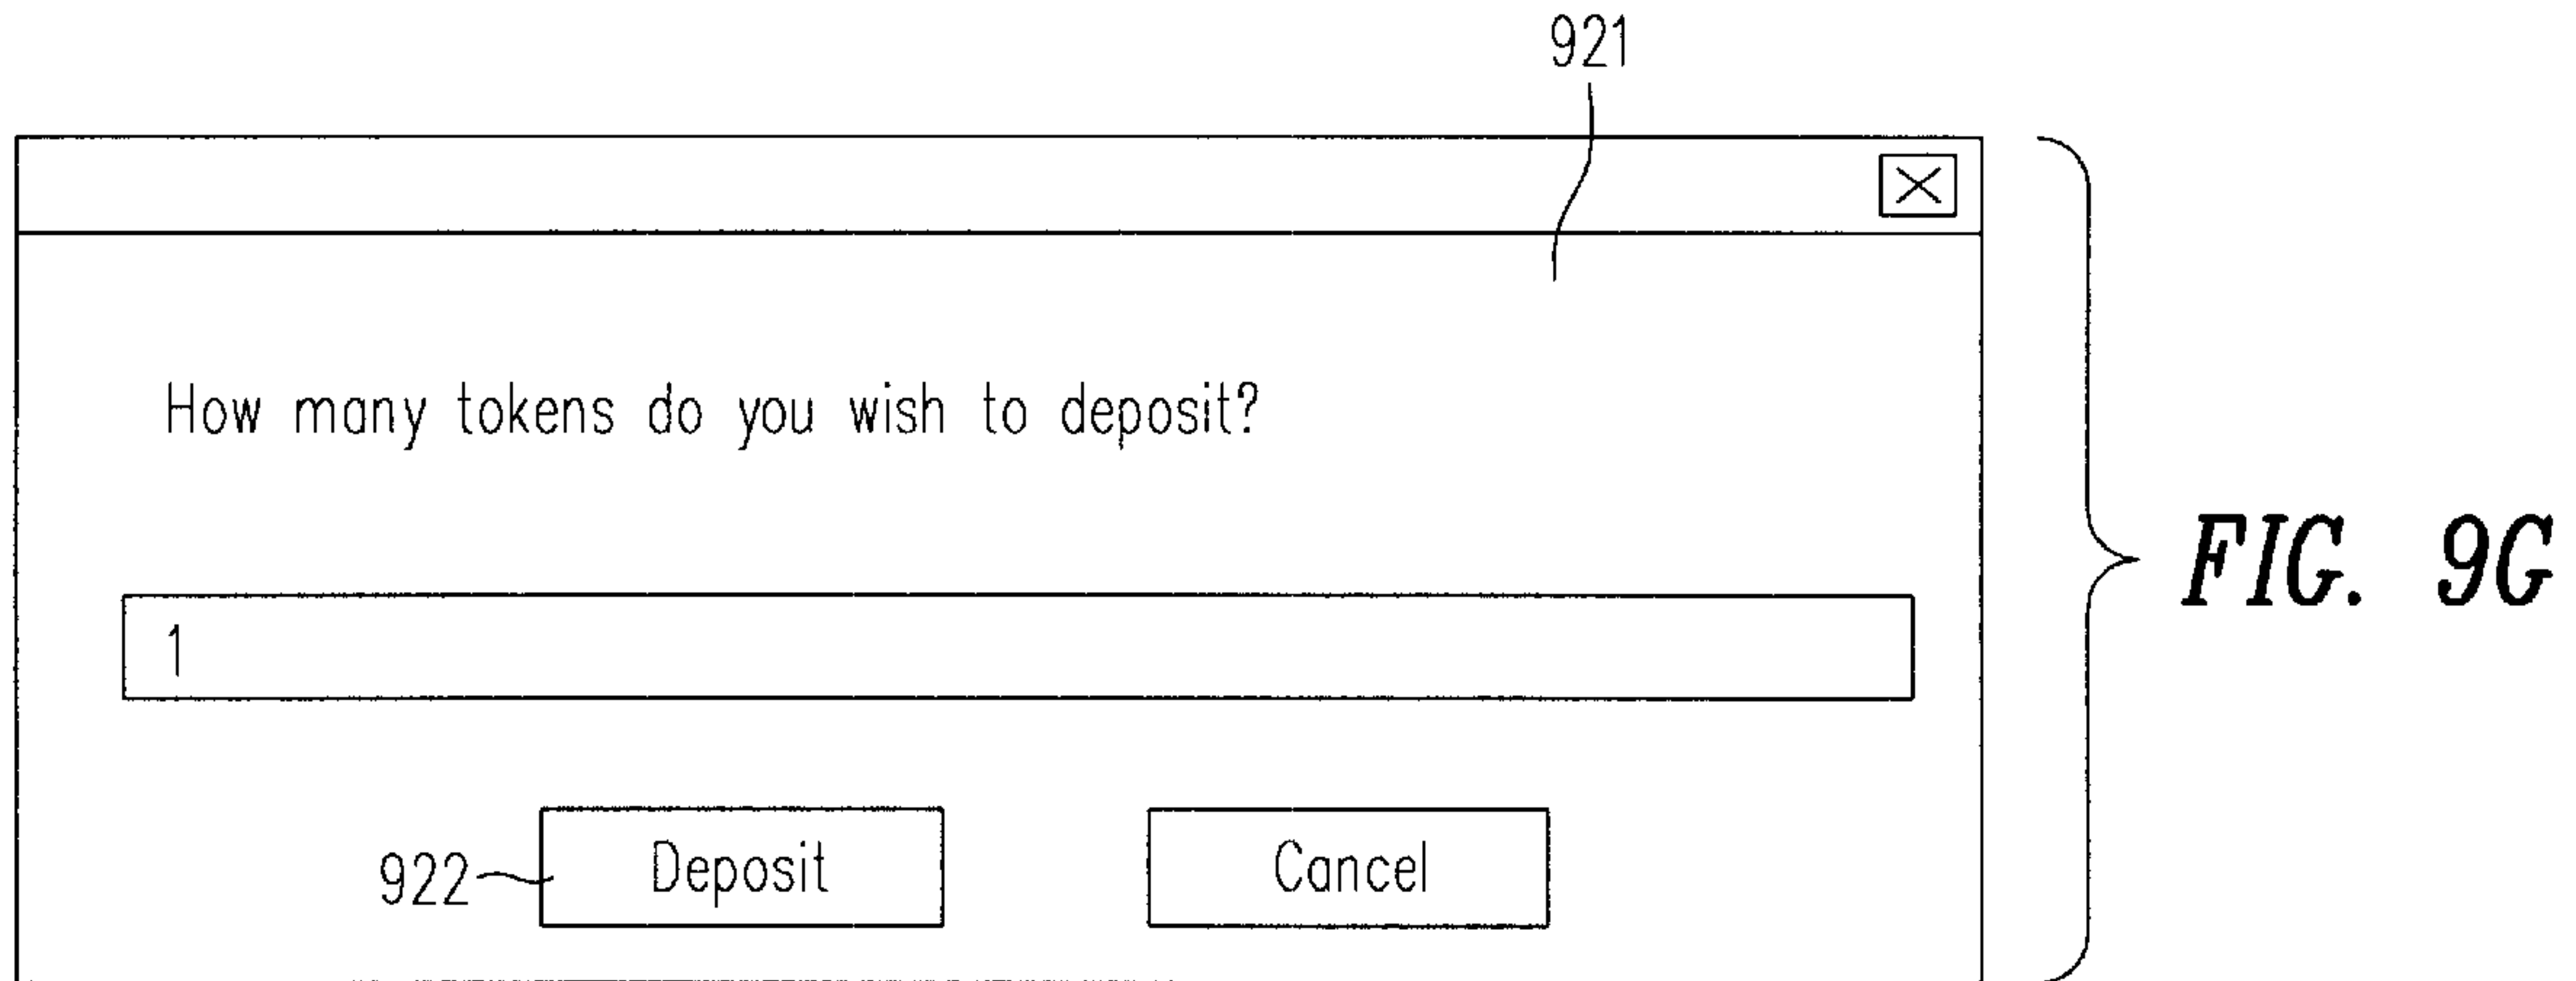 921
How many tokens do you wish to deposit?
FIG. 9G
1
922
Deposit
Cancel